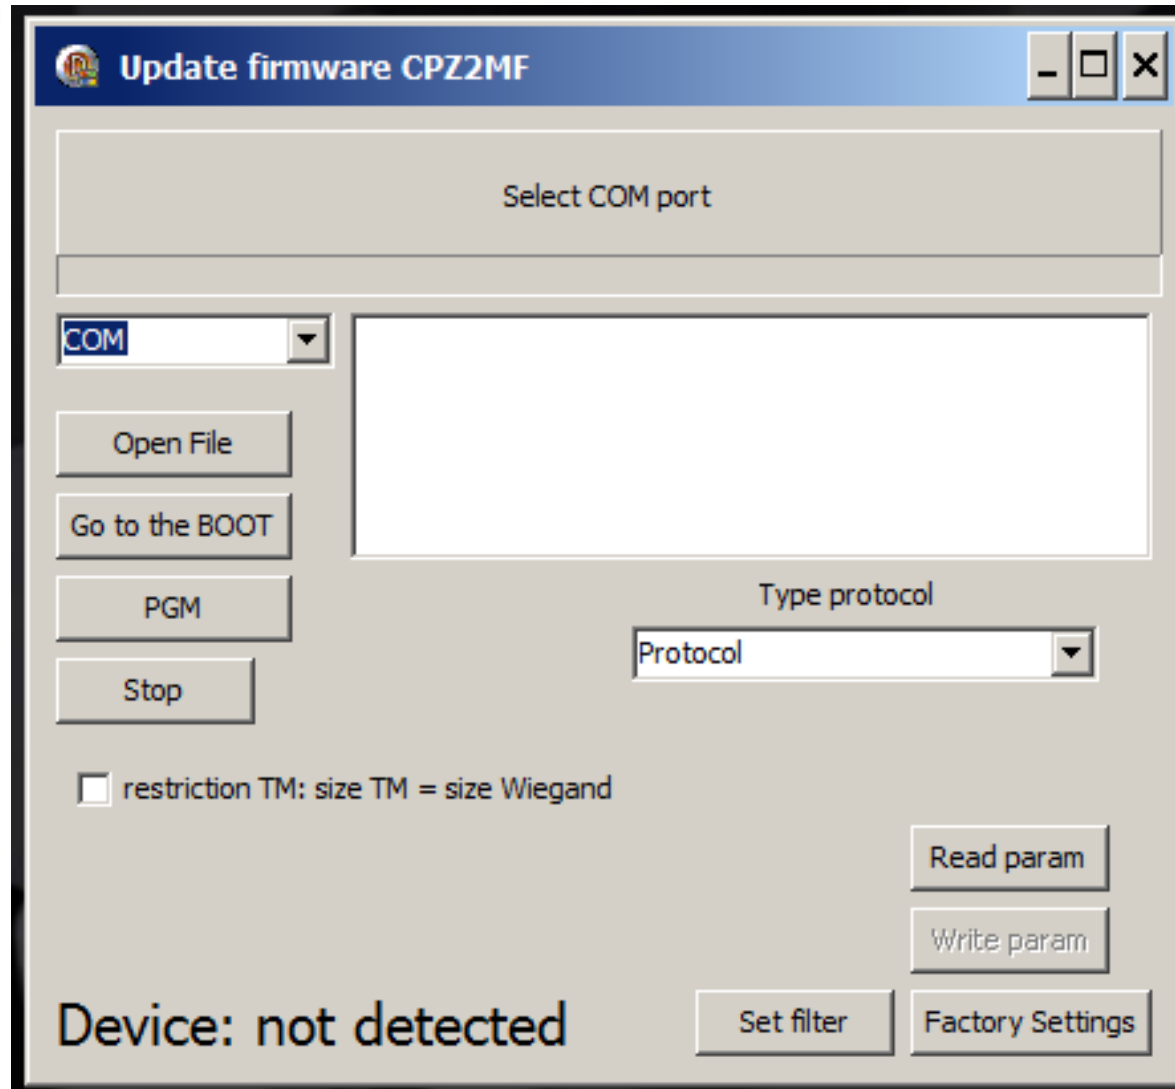 Update firmware CPZ2MF
Select COM port
COM
Open File
Go to the BOOT
PGM
Type protocol
Protocol
Stop
restriction TM: size TM = size Wiegand
Read param
Write param
Device: not detected
Set filter
Factory Settings